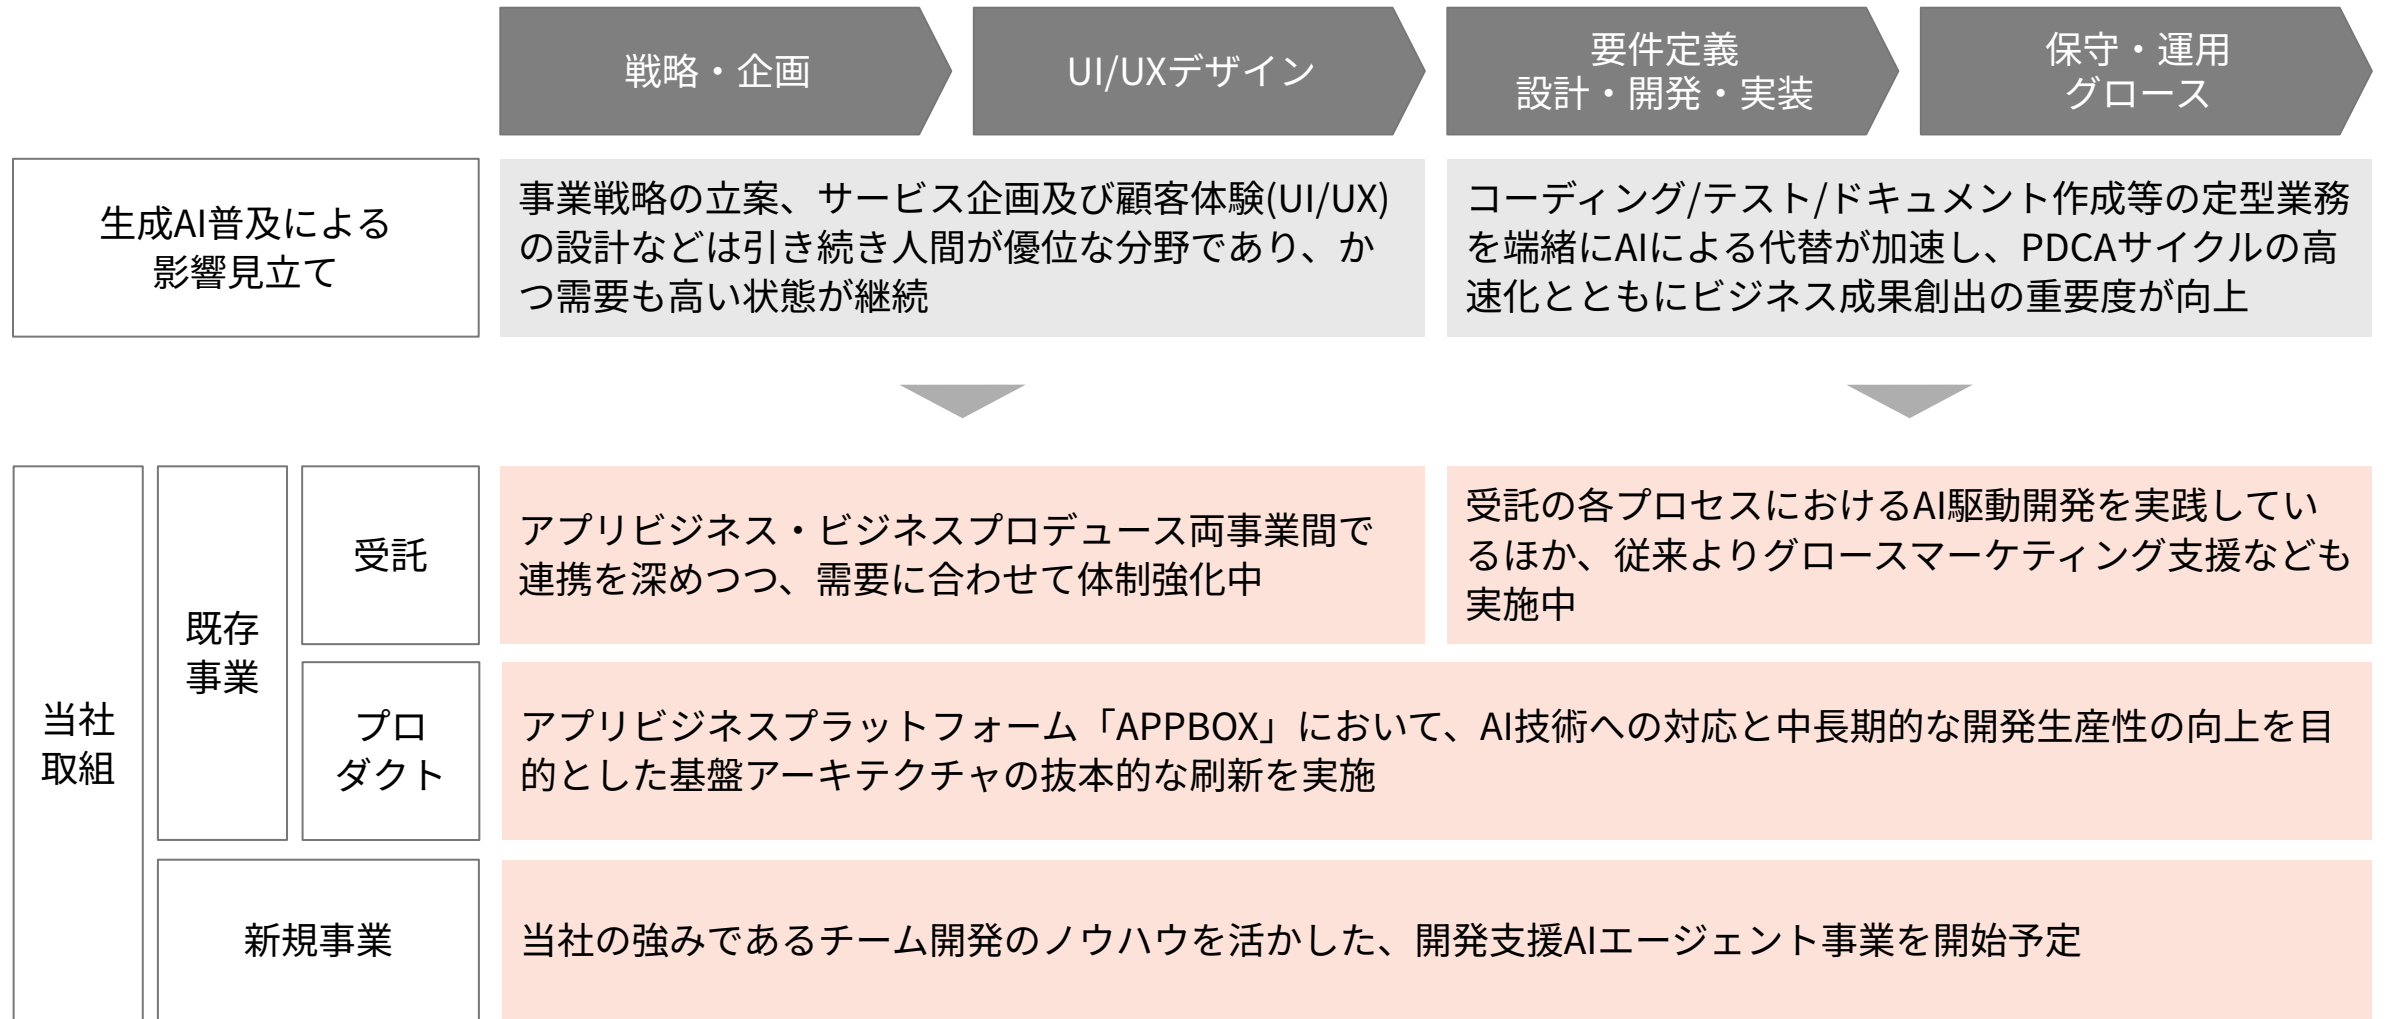 戦略・企画
UI/UXデザイン
要件定義
設計・開発・実装
保守・運用
グロース
生成AI普及による
影響見立て
事業戦略の立案、サービス企画及び顧客体験(UI/UX)
の設計などは引き続き人間が優位な分野であり、か
つ需要も高い状態が継続
コーディング/テスト/ドキュメント作成等の定型業務
を端緒にAIによる代替が加速し、PDCAサイクルの高
速化とともにビジネス成果創出の重要度が向上
当社
取組
既存
事業
受託
アプリビジネス・ビジネスプロデュース両事業間で
連携を深めつつ、需要に合わせて体制強化中
受託の各プロセスにおけるAI駆動開発を実践してい
るほか、従来よりグロースマーケティング支援なども
実施中
プロ
ダクト
アプリビジネスプラットフォーム「APPBOX」において、AI技術への対応と中長期的な開発生産性の向上を目
的とした基盤アーキテクチャの抜本的な刷新を実施
新規事業
当社の強みであるチーム開発のノウハウを活かした、開発支援AIエージェント事業を開始予定